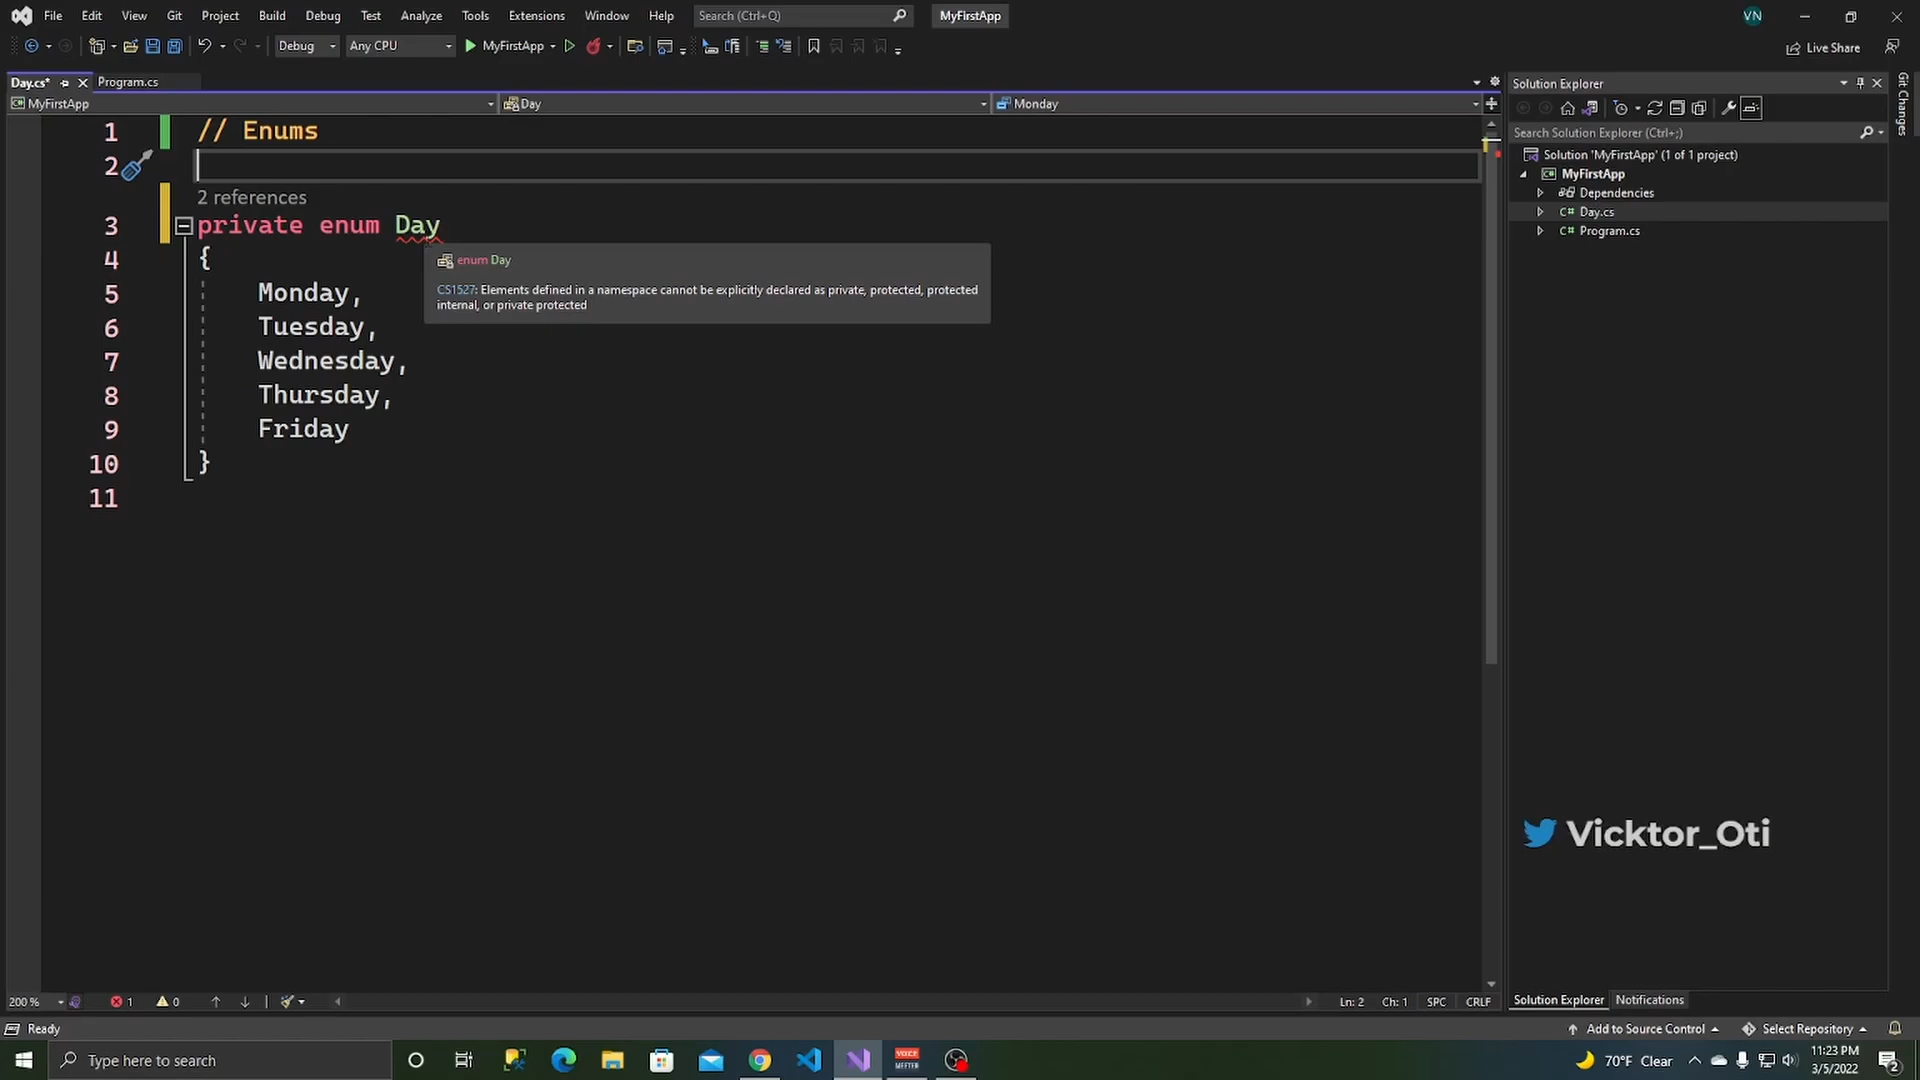 File Edit View Git Project Build Debug Test Analyze Tools Extensions Window Help Search (Ctrl+Q) MyFirstApp VN
Debug Any CPU MyFirstApp Live Share
Day.cs* Program.cs
MyFirstApp Day Monday
1 // Enums
2
2 references
3 private enum Day
4 {
5 Monday,
6 Tuesday,
7 Wednesday,
8 Thursday,
9 Friday
10 }
11
enum Day
CS1527: Elements defined in a namespace cannot be explicitly declared as private, protected, protected
internal, or private protected
Solution Explorer
Search Solution Explorer (Ctrl+;)
Solution 'MyFirstApp' (1 of 1 project)
MyFirstApp
Dependencies
C# Day.cs
C# Program.cs
Git Changes
Vicktor_Oti
200 % 1 0 Ln: 2 Ch: 1 SPC CRLF
Solution Explorer Notifications
Ready Add to Source Control Select Repository
Type here to search VOICE MEETER 70°F Clear 11:23 PM
3/5/2022 2